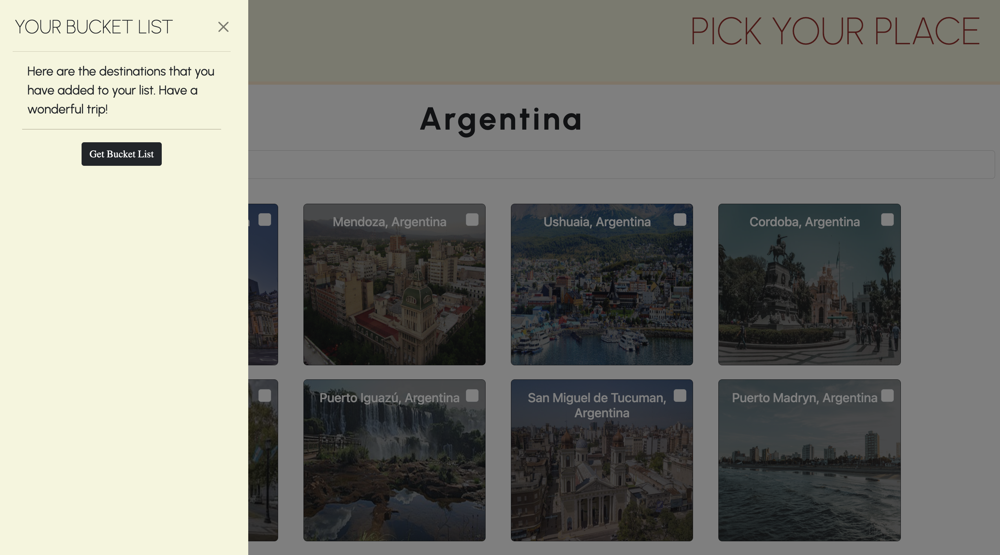 YOUR BUCKET LIST
PICK YOUR PLACE
Here are the destinations that you
have added to your list. Have a
wonderful trip!
Get Bucket List
Argentina
Mendoza, Argentina
Ushuaia, Argentina
Cordoba, Argentina
Puerto Iguazú, Argentina
San Miguel de Tucuman,
Argentina
Puerto Madryn, Argentina